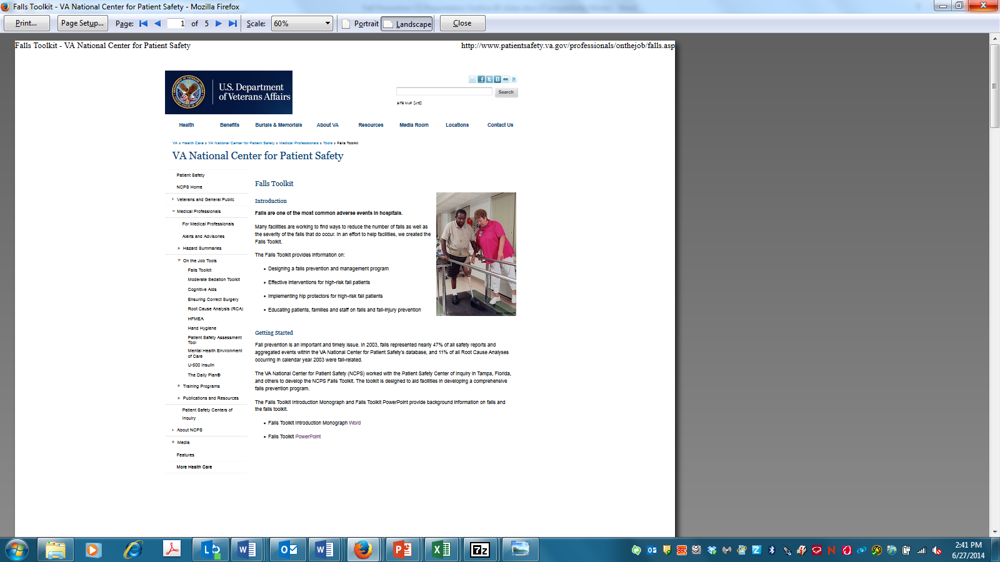 Falls Toolkit - VA National Center for Patient Safety - Mozilla Firefox
Print... Page Setup... Page: 1 of 5 Scale: 60% Portrait Landscape Close
Falls Toolkit - VA National Center for Patient Safety http://www.patientsafety.va.gov/professionals/onthejob/falls.asp
U.S. Department
of Veterans Affairs
Search
SITE MAP [A-Z]
Health Benefits Burials & Memorials About VA Resources Media Room Locations Contact Us
VA » Health Care » VA National Center for Patient Safety » Medical Professionals » Tools » Falls Toolkit
VA National Center for Patient Safety
Patient Safety
NCPS Home
Veterans and General Public
Medical Professionals
For Medical Professionals
Alerts and Advisories
Hazard Summaries
On the Job Tools
Falls Toolkit
Moderate Sedation Toolkit
Cognitive Aids
Ensuring Correct Surgery
Root Cause Analysis (RCA)
HFMEA
Hand Hygiene
Patient Safety Assessment
Tool
Mental Health Environment
of Care
U-500 Insulin
The Daily Plan®
Training Programs
Publications and Resources
Patient Safety Centers of
Inquiry
About NCPS
Media
Features
More Health Care
Falls Toolkit
Introduction
Falls are one of the most common adverse events in hospitals.
Many facilities are working to find ways to reduce the number of falls as well as
the severity of the falls that do occur. In an effort to help facilities, we created the
Falls Toolkit.
The Falls Toolkit provides information on:
• Designing a falls prevention and management program
• Effective interventions for high-risk fall patients
• Implementing hip protectors for high-risk fall patients
• Educating patients, families and staff on falls and fall-injury prevention
Getting Started
Fall prevention is an important and timely issue. In 2003, falls represented nearly 47% of all safety reports and
aggregated events within the VA National Center for Patient Safety's database, and 11% of all Root Cause Analyses
occurring in calendar year 2003 were fall-related.
The VA National Center for Patient Safety (NCPS) worked with the Patient Safety Center of Inquiry in Tampa, Florida,
and others to develop the NCPS Falls Toolkit. The toolkit is designed to aid facilities in developing a comprehensive
falls prevention program.
The Falls Toolkit Introduction Monograph and Falls Toolkit PowerPoint provide background information on falls and
the falls toolkit.
• Falls Toolkit Introduction Monograph Word
• Falls Toolkit PowerPoint
2:41 PM
6/27/2014